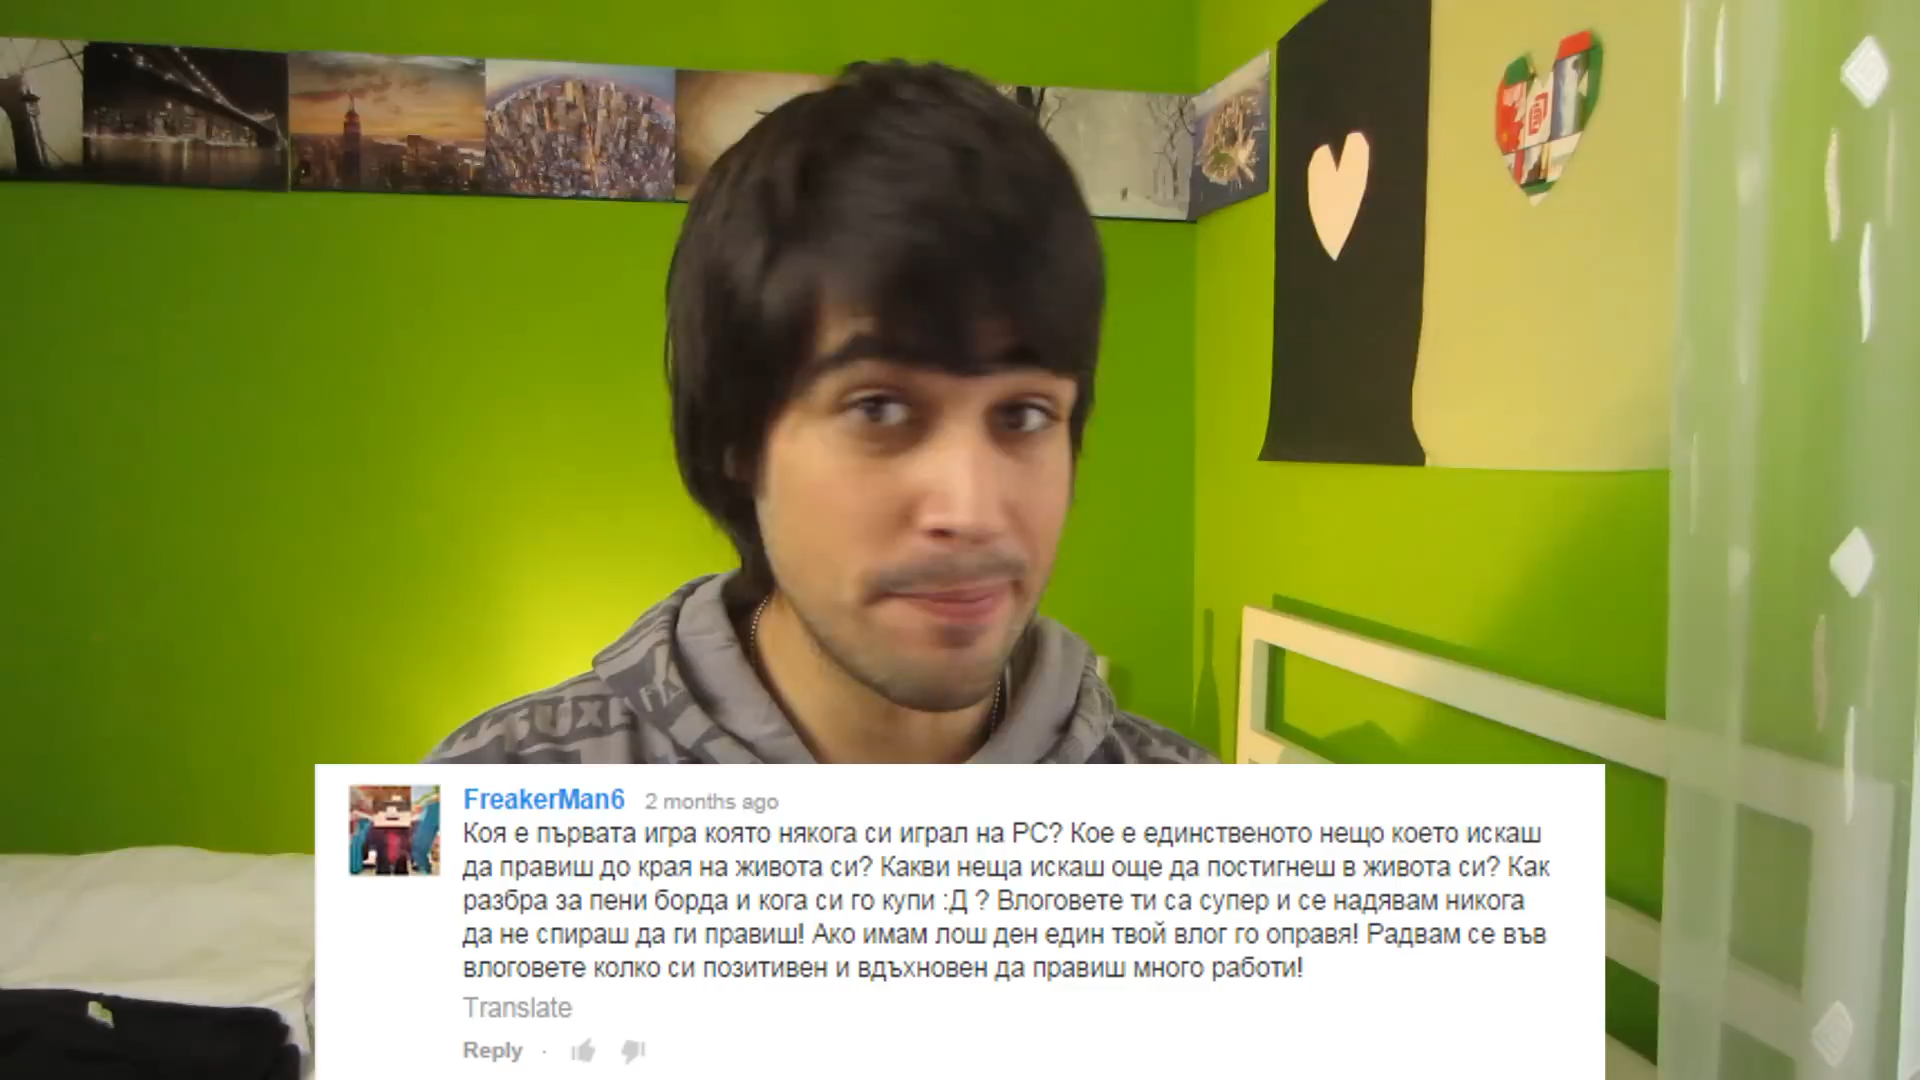 SUXE
FreakerMan6 2 months ago
Коя е първата игра която някога си играл на PC? Кое е единственото нещо което искаш
да правиш до края на живота си? Какви неща искаш още да постигнеш в живота си? Как
разбра за пени борда и кога си го купи :Д ? Влоговете ти са супер и се надявам никога
да не спираш да ги правиш! Ако имам лош ден един твой влог го оправя! Радвам се във
влоговете колко си позитивен и вдъхновен да правиш много работи!
Translate
Reply ·